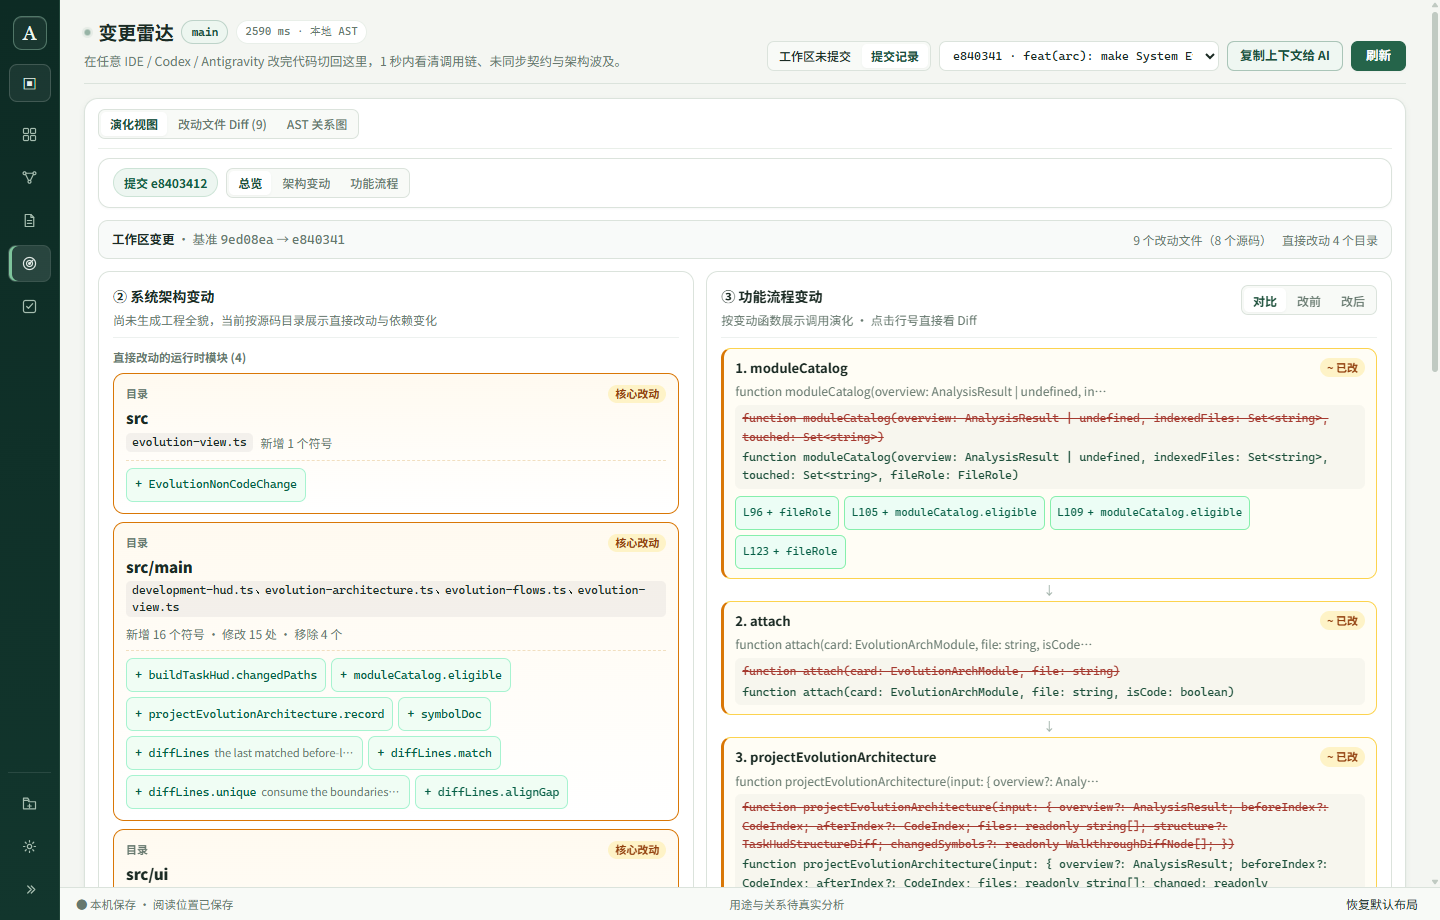 A
变更雷达
main
2590 ms · 本地 AST
在任意 IDE / Codex / Antigravity 改完代码切回这里，1 秒内看清调用链、未同步契约与架构波及。
工作区未提交
提交记录
e840341 · feat(arc): make System E
复制上下文给 AI
刷新
演化视图
改动文件 Diff (9)
AST 关系图
提交 e8403412
总览
架构变动
功能流程
工作区变更 · 基准 9ed08ea → e840341
9 个改动文件（8 个源码） 直接改动 4 个目录
② 系统架构变动
尚未生成工程全貌，当前按源码目录展示直接改动与依赖变化
直接改动的运行时模块 (4)
目录
核心改动
src
evolution-view.ts 新增 1 个符号
+ EvolutionNonCodeChange
目录
核心改动
src/main
development-hud.ts、evolution-architecture.ts、evolution-flows.ts、evolution-
view.ts
新增 16 个符号 · 修改 15 处 · 移除 4 个
+ buildTaskHud.changedPaths
+ moduleCatalog.eligible
+ projectEvolutionArchitecture.record
+ symbolDoc
+ diffLines the last matched before-l…
+ diffLines.match
+ diffLines.unique consume the boundaries…
+ diffLines.alignGap
目录
核心改动
src/ui
③ 功能流程变动
按变动函数展示调用演化 · 点击行号直接看 Diff
对比
改前
改后
1. moduleCatalog
~ 已改
function moduleCatalog(overview: AnalysisResult | undefined, in…
function moduleCatalog(overview: AnalysisResult | undefined, indexedFiles: Set<string>,
touched: Set<string>)
function moduleCatalog(overview: AnalysisResult | undefined, indexedFiles: Set<string>,
touched: Set<string>, fileRole: FileRole)
L96 + fileRole
L105 + moduleCatalog.eligible
L109 + moduleCatalog.eligible
L123 + fileRole
↓
2. attach
~ 已改
function attach(card: EvolutionArchModule, file: string, isCode…
function attach(card: EvolutionArchModule, file: string)
function attach(card: EvolutionArchModule, file: string, isCode: boolean)
↓
3. projectEvolutionArchitecture
~ 已改
function projectEvolutionArchitecture(input: { overview?: Analy…
function projectEvolutionArchitecture(input: { overview?: AnalysisResult; beforeIndex?:
CodeIndex; afterIndex?: CodeIndex; files: readonly string[]; structure?:
TaskHudStructureDiff; changedSymbols?: readonly WalkthroughDiffNode[]; })
function projectEvolutionArchitecture(input: { overview?: AnalysisResult; beforeIndex?:
CodeIndex; afterIndex?: CodeIndex; files: readonly string[]; changed: readonly
本机保存 · 阅读位置已保存
用途与关系待真实分析
恢复默认布局